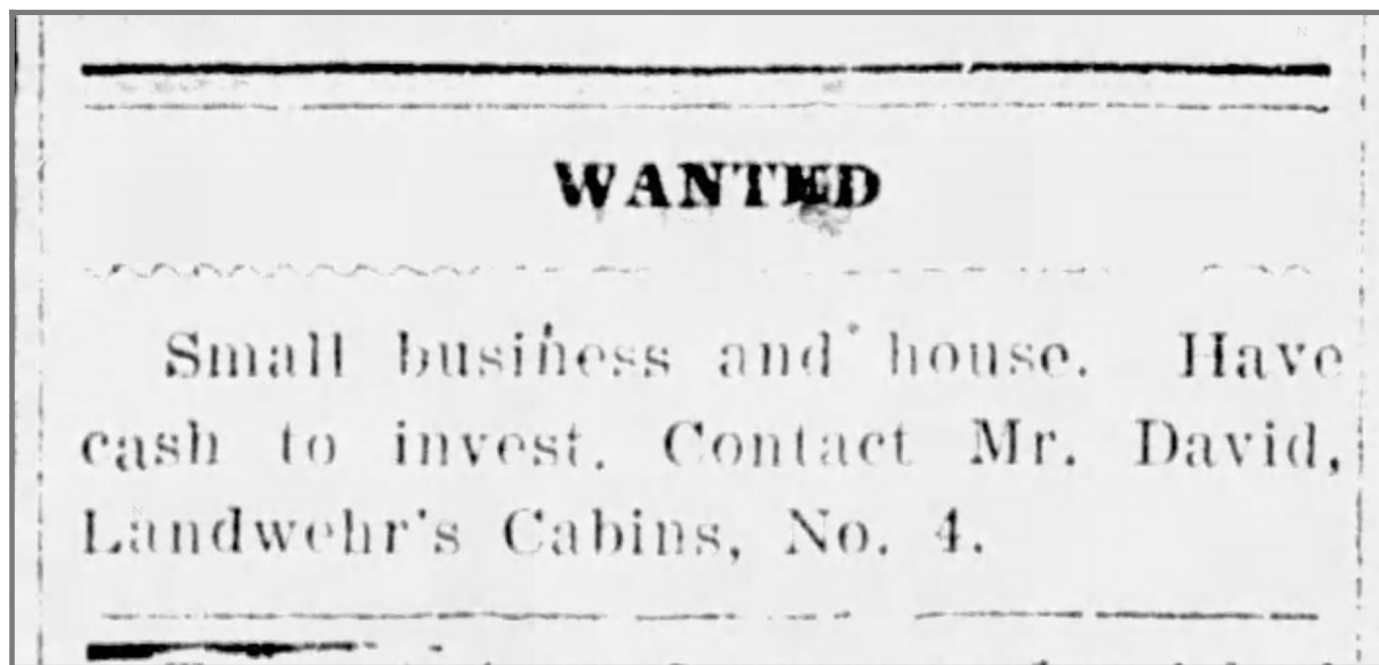 WANTED
Small business and house. Have
cash to invest. Contact Mr. David,
Landwehr's Cabins, No. 4.